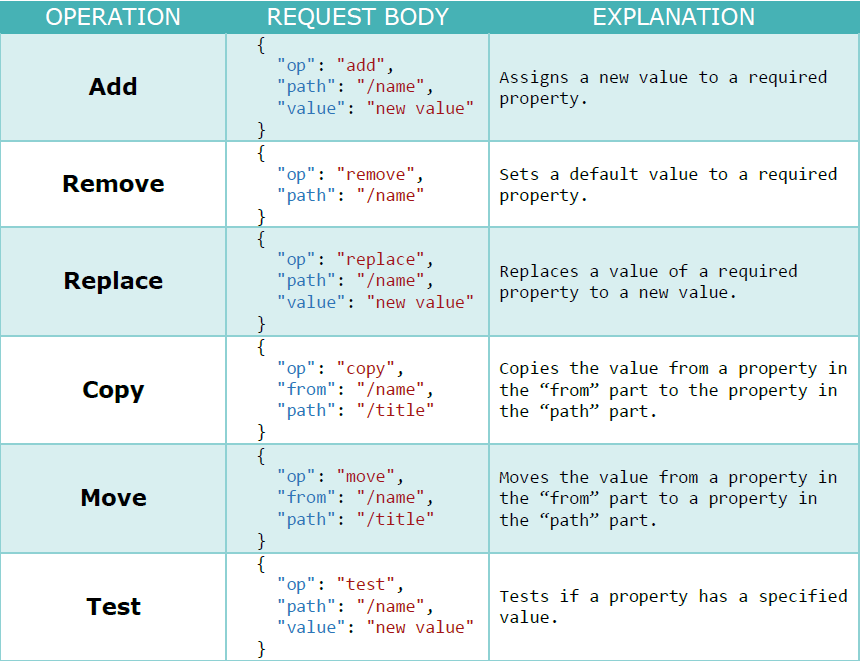 OPERATION REQUEST BODY EXPLANATION
Add
{
"op": "add",
"path": "/name",
"value": "new value"
}
Assigns a new value to a required
property.
Remove
{
"op": "remove",
"path": "/name"
}
Sets a default value to a required
property.
Replace
{
"op": "replace",
"path": "/name",
"value": "new value"
}
Replaces a value of a required
property to a new value.
Copy
{
"op": "copy",
"from": "/name",
"path": "/title"
}
Copies the value from a property in
the “from” part to the property in
the “path” part.
Move
{
"op": "move",
"from": "/name",
"path": "/title"
}
Moves the value from a property in
the “from” part to a property in
the “path” part.
Test
{
"op": "test",
"path": "/name",
"value": "new value"
}
Tests if a property has a specified
value.